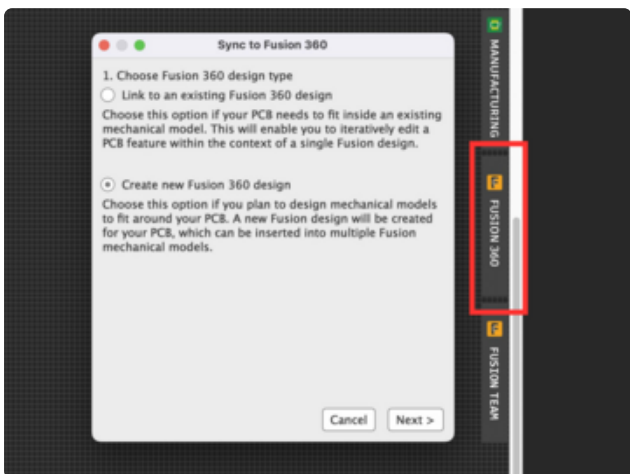 Sync to Fusion 360
1. Choose Fusion 360 design type
Link to an existing Fusion 360 design
Choose this option if your PCB needs to fit inside an existing
mechanical model. This will enable you to iteratively edit a
PCB feature within the context of a single Fusion design.
Create new Fusion 360 design
Choose this option if you plan to design mechanical models
to fit around your PCB. A new Fusion design will be created
for your PCB, which can be inserted into multiple Fusion
mechanical models.
Cancel
Next >
MANUFACTURING
F
FUSION 360
F
FUSION TEAM